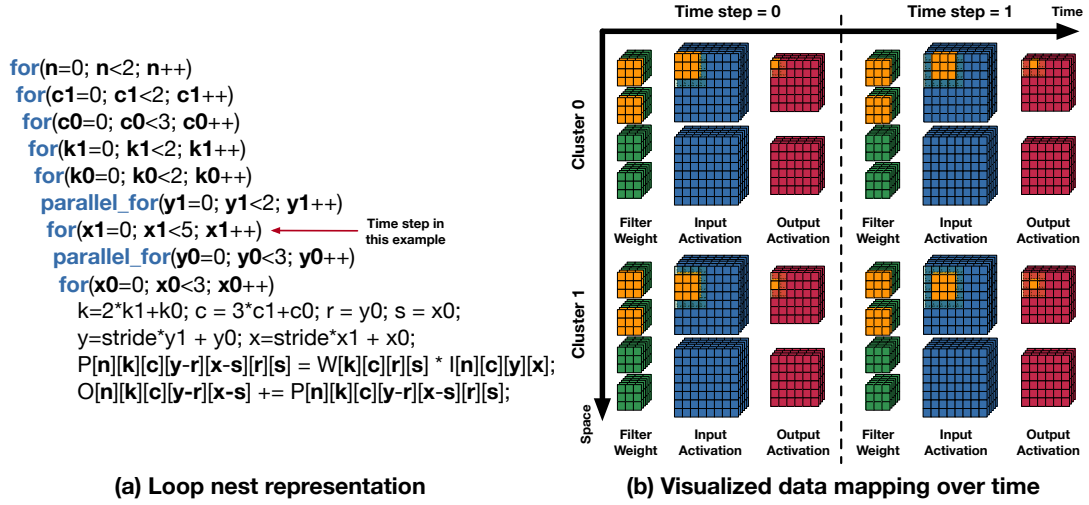 for(n=0; n<2; n++)
for(c1=0; c1<2; c1++)
for(c0=0; c0<3; c0++)
for(k1=0; k1<2; k1++)
for(k0=0; k0<2; k0++)
parallel_for(y1=0; y1<2; y1++)
for(x1=0; x1<5; x1++)
Time step in
this example
parallel_for(y0=0; y0<3; y0++)
for(x0=0; x0<3; x0++)
k=2*k1+k0; c = 3*c1+c0; r = y0; s = x0;
y=stride*y1 + y0; x=stride*x1 + x0;
P[n][k][c][y-r][x-s][r][s] = W[k][c][r][s] * I[n][c][y][x];
O[n][k][c][y-r][x-s] += P[n][k][c][y-r][x-s][r][s];
(a) Loop nest representation
Time step = 0
Time step = 1
Time
Cluster 0
Filter
Weight
Input
Activation
Output
Activation
Filter
Weight
Input
Activation
Output
Activation
Cluster 1
Space
Filter
Weight
Input
Activation
Output
Activation
Filter
Weight
Input
Activation
Output
Activation
(b) Visualized data mapping over time